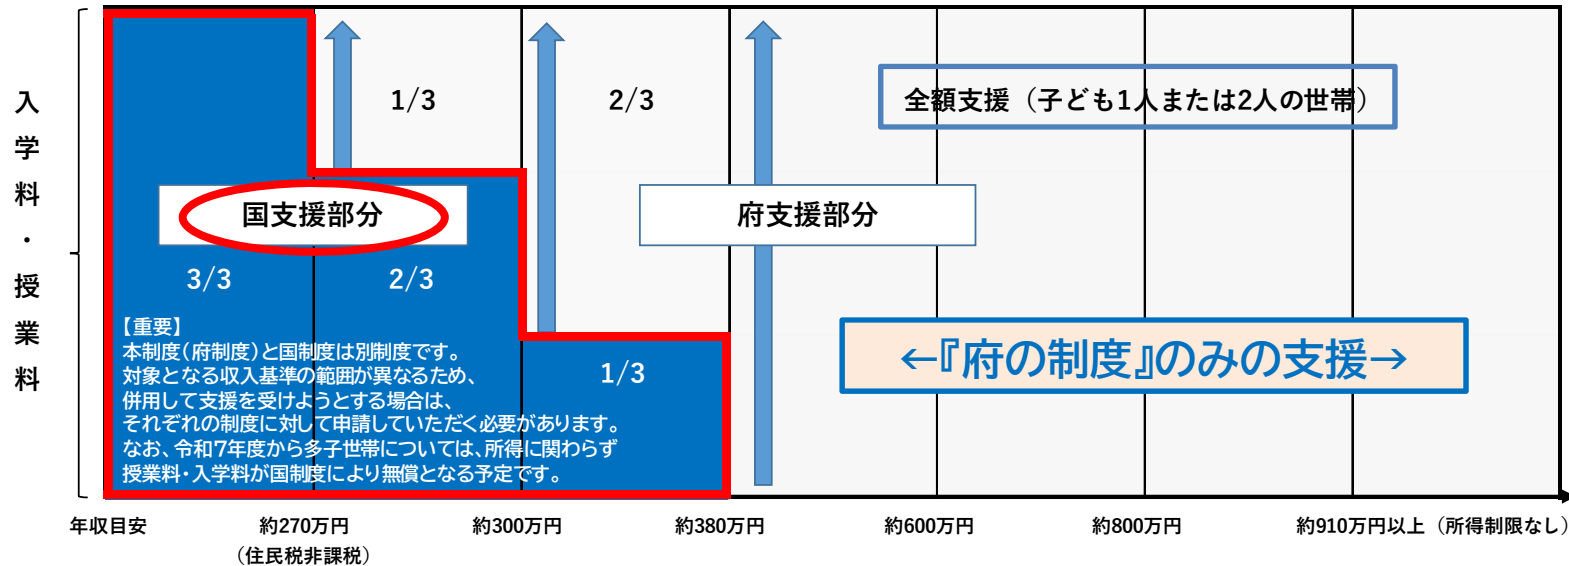 入学料・授業料
1/3
2/3
全額支援（子ども1人または2人の世帯）
国支援部分
府支援部分
3/3
2/3
1/3
【重要】
本制度（府制度）と国制度は別制度です。
対象となる収入基準の範囲が異なるため、
併用して支援を受けようとする場合は、
それぞれの制度に対して申請していただく必要があります。
なお、令和7年度から多子世帯については、所得に関わらず
授業料・入学料が国制度により無償となる予定です。
←『府の制度』のみの支援→
年収目安
約270万円
（住民税非課税）
約300万円
約380万円
約600万円
約800万円
約910万円以上（所得制限なし）